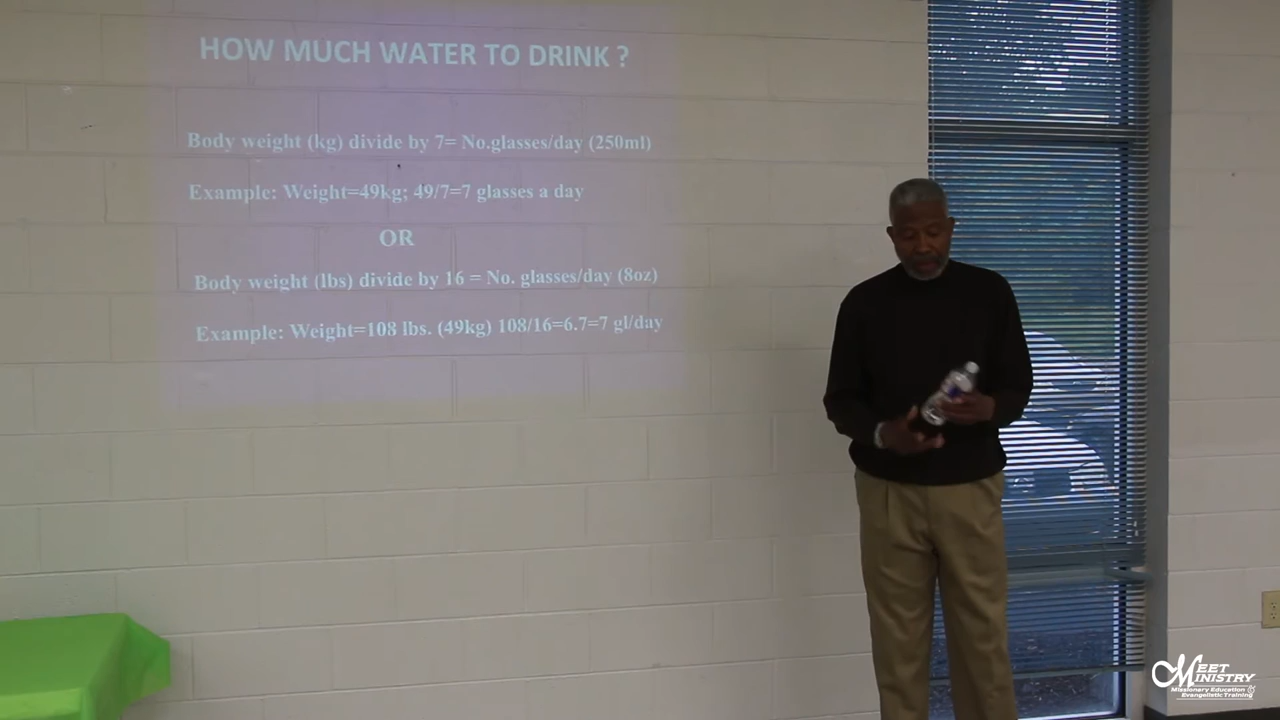 HOW MUCH WATER TO DRINK ?
Body weight (kg) divide by 7= No.glasses/day (250ml)
Example: Weight=49kg; 49/7=7 glasses a day
OR
Body weight (lbs) divide by 16 = No. glasses/day (8oz)
Example: Weight=108 lbs. (49kg) 108/16=6.7=7 gl/day
MEET
MINISTRY
Missionary Education &
Evangelistic Training